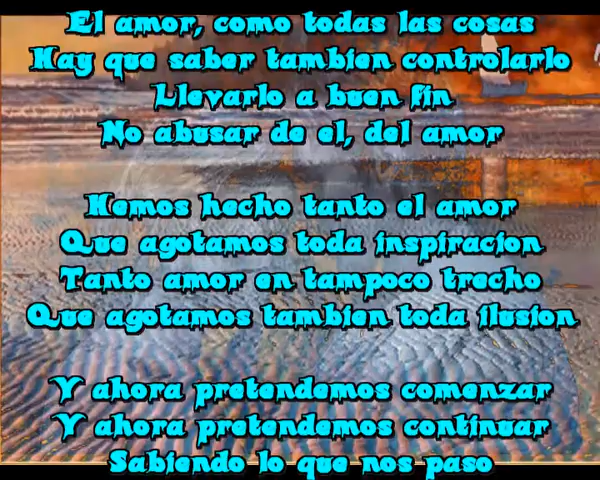 El amor, como todas las cosas
Hay que saber tambien controlarlo
Llevarlo a buen fin
No abusar de el, del amor
Hemos hecho tanto el amor
Que agotamos toda inspiracion
Tanto amor en tampoco trecho
Que agotamos tambien toda ilusion
Y ahora pretendemos comenzar
Y ahora pretendemos continuar
Sabiendo lo que nos paso